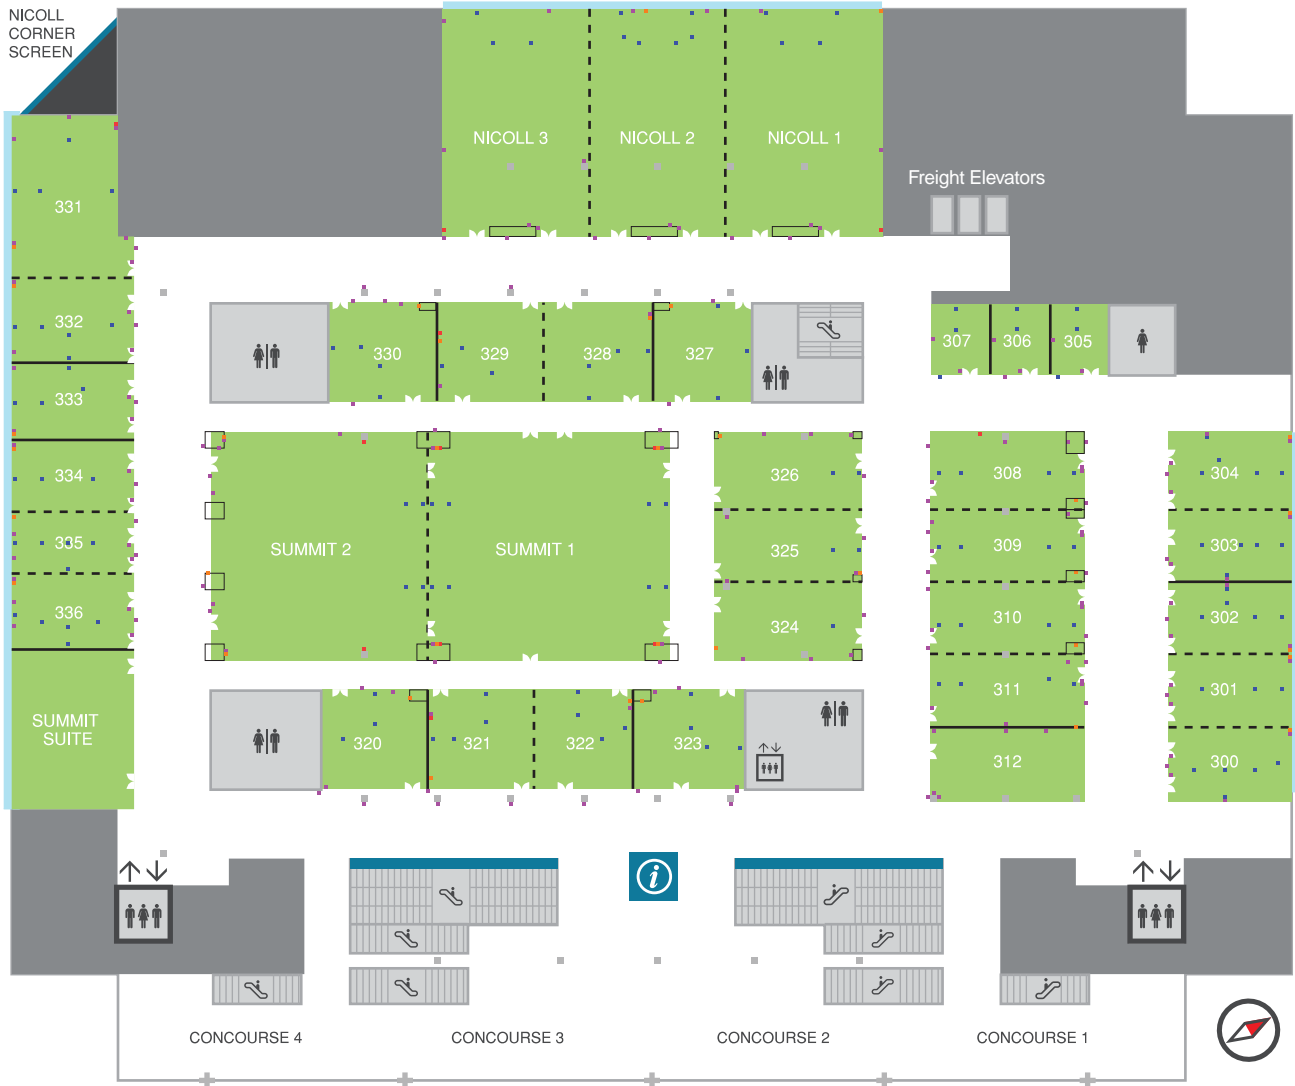 NICOLL
CORNER
SCREEN
NICOLL 3
NICOLL 2
NICOLL 1
Freight Elevators
331
332
333
334
335
336
SUMMIT
SUITE
330
329
328
327
307
306
305
SUMMIT 2
SUMMIT 1
326
325
324
308
309
310
311
312
304
303
302
301
300
320
321
322
323
i
CONCOURSE 4
CONCOURSE 3
CONCOURSE 2
CONCOURSE 1